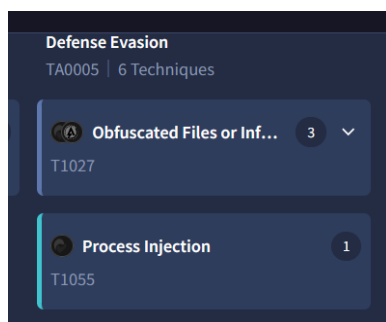 Defense Evasion
TA0005 | 6 Techniques
Obfuscated Files or Inf... 3
T1027
Process Injection 1
T1055